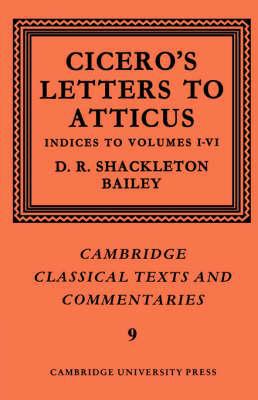 CICERO'S
LETTERS TO
ATTICUS
INDICES TO VOLUMES I-VI
D. R. SHACKLETON
BAILEY
CAMBRIDGE
CLASSICAL TEXTS AND
COMMENTARIES
9
CAMBRIDGE UNIVERSITY PRESS